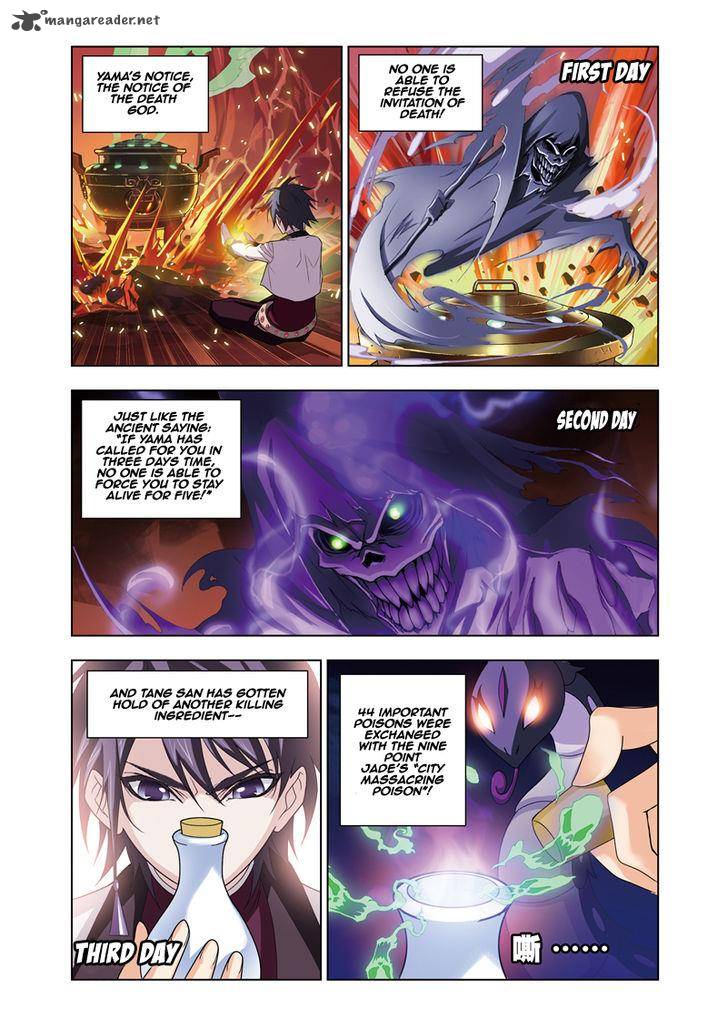 mangareader.net
YAMA'S NOTICE,
THE NOTICE OF
THE DEATH
GOD.
NO ONE IS
ABLE TO
REFUSE THE
INVITATION OF
DEATH!
FIRST DAY
JUST LIKE THE
ANCIENT SAYING:
"IF YAMA HAS
CALLED FOR YOU IN
THREE DAYS TIME,
NO ONE IS ABLE TO
FORCE YOU TO STAY
ALIVE FOR FIVE!"
SECOND DAY
AND TANG SAN HAS GOTTEN
HOLD OF ANOTHER KILLING
INGREDIENT--
THIRD DAY
44 IMPORTANT
POISONS WERE
EXCHANGED
WITH THE NINE
POINT
JADE'S "CITY
MASSACRING
POISON"!
嘶 ……